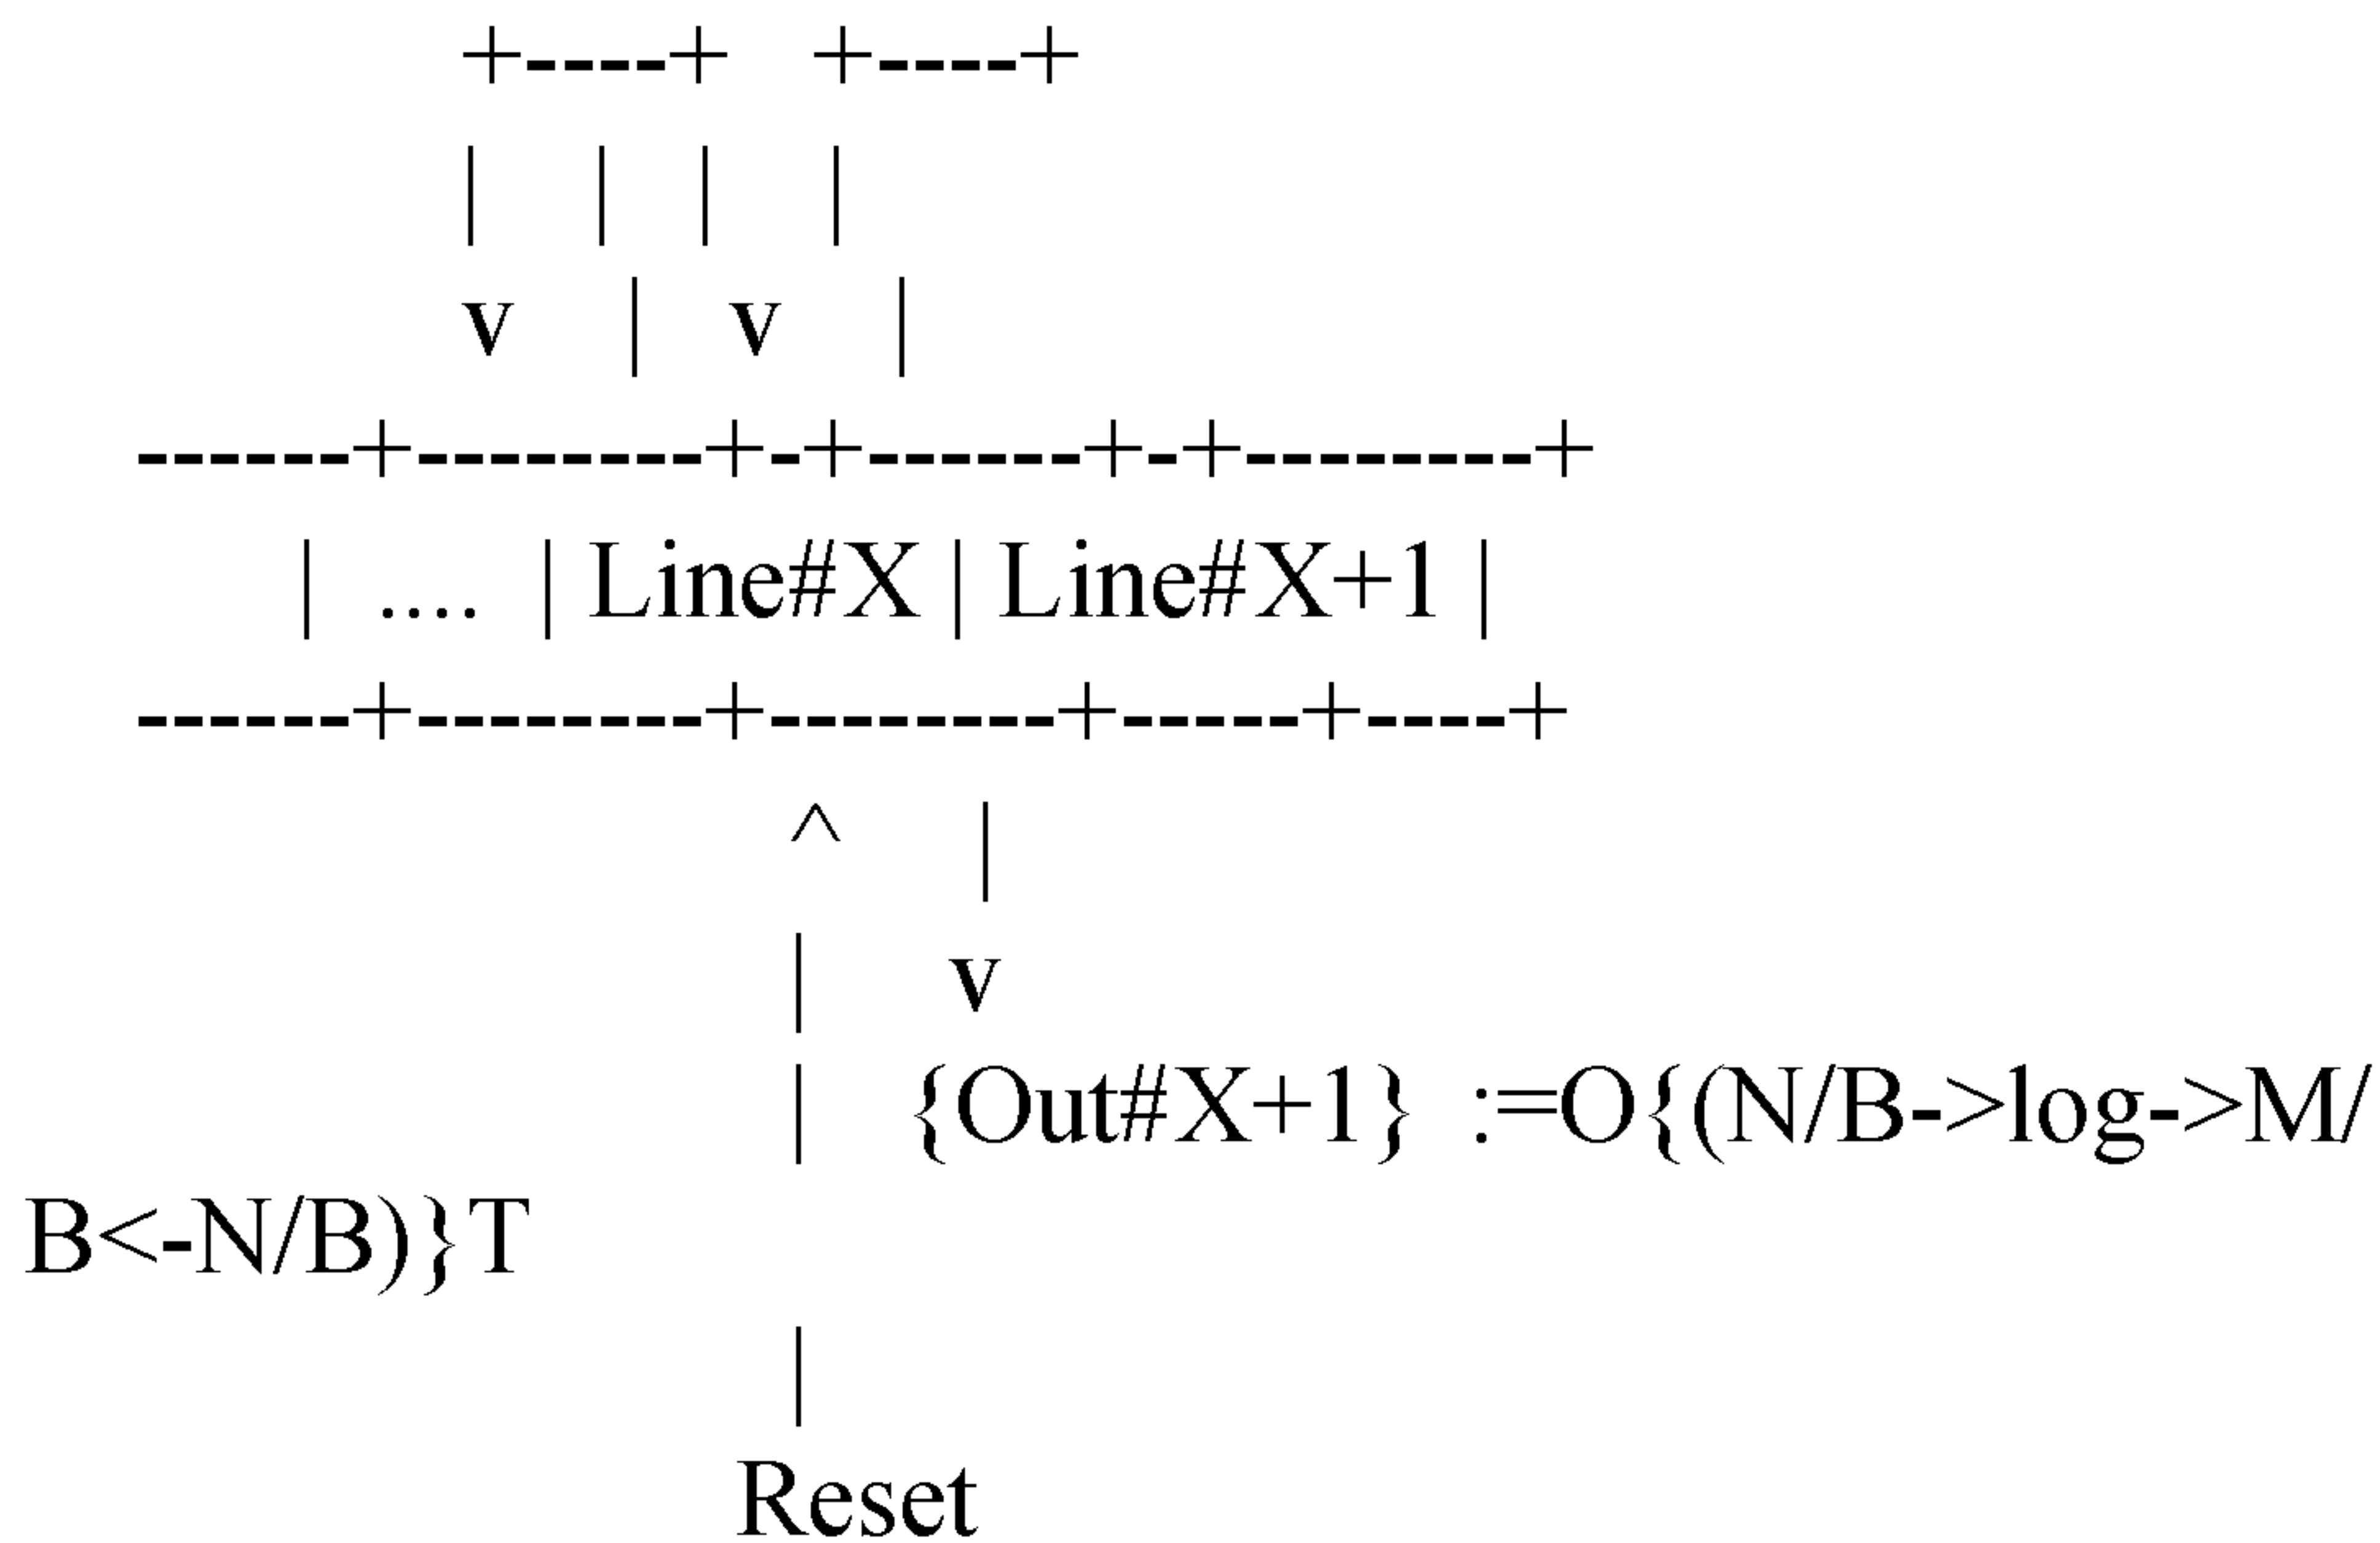 +----+ +----+
| | | |
v | v |
------+--------+-+------+-+--------+
| .... | Line#X | Line#X+1 |
------+--------+--------+-----+----+
^ |
| v
| {Out#X+1} :=O{(N/B->log->M/
B<-N/B)}T
|
Reset